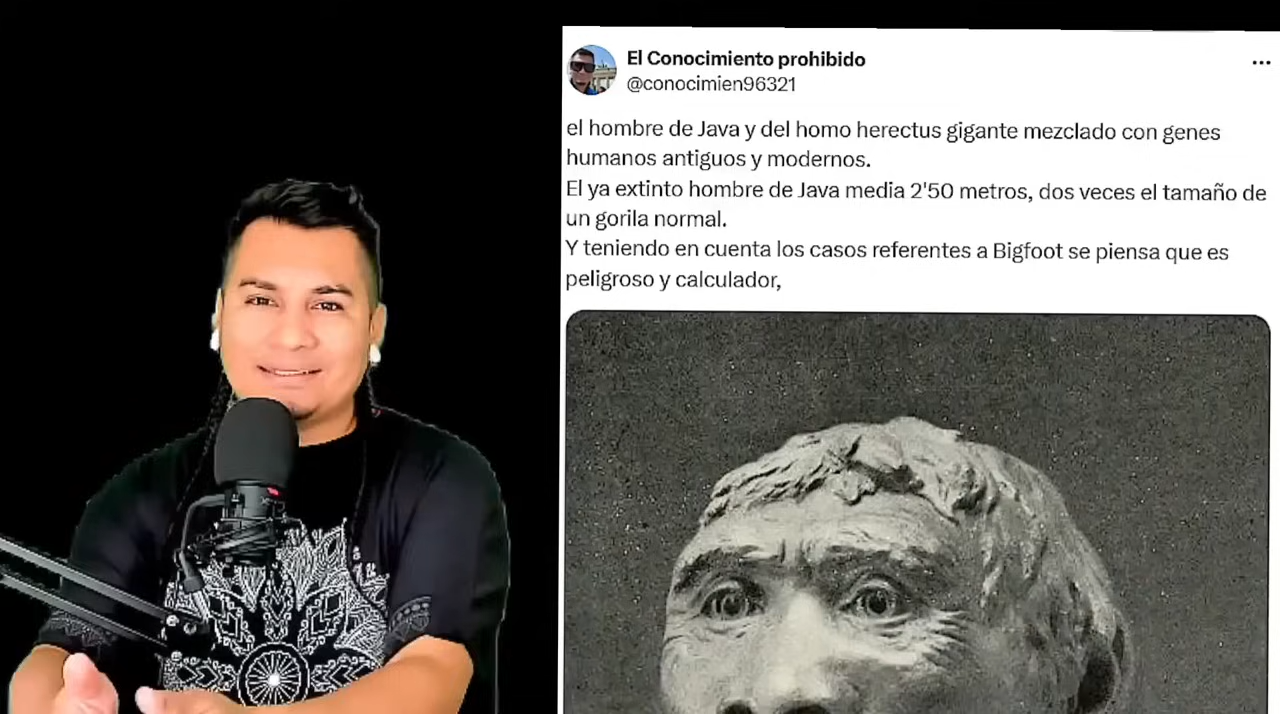 El Conocimiento prohibido
@conocimien96321
el hombre de Java y del homo herectus gigante mezclado con genes
humanos antiguos y modernos.
El ya extinto hombre de Java media 2'50 metros, dos veces el tamaño de
un gorila normal.
Y teniendo en cuenta los casos referentes a Bigfoot se piensa que es
peligroso y calculador,